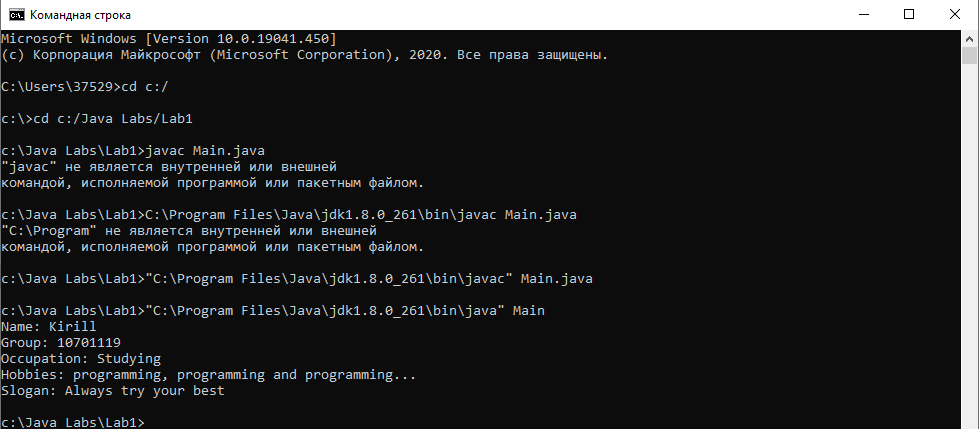 Командная строка
Microsoft Windows [Version 10.0.19041.450]
(c) Корпорация Майкрософт (Microsoft Corporation), 2020. Все права защищены.
C:\Users\37529>cd c:/
c:\>cd c:/Java Labs/Lab1
c:\Java Labs\Lab1>javac Main.java
"javac" не является внутренней или внешней
командой, исполняемой программой или пакетным файлом.
c:\Java Labs\Lab1>C:\Program Files\Java\jdk1.8.0_261\bin\javac Main.java
"C:\Program" не является внутренней или внешней
командой, исполняемой программой или пакетным файлом.
c:\Java Labs\Lab1>"C:\Program Files\Java\jdk1.8.0_261\bin\javac" Main.java
c:\Java Labs\Lab1>"C:\Program Files\Java\jdk1.8.0_261\bin\java" Main
Name: Kirill
Group: 10701119
Occupation: Studying
Hobbies: programming, programming and programming...
Slogan: Always try your best
c:\Java Labs\Lab1>